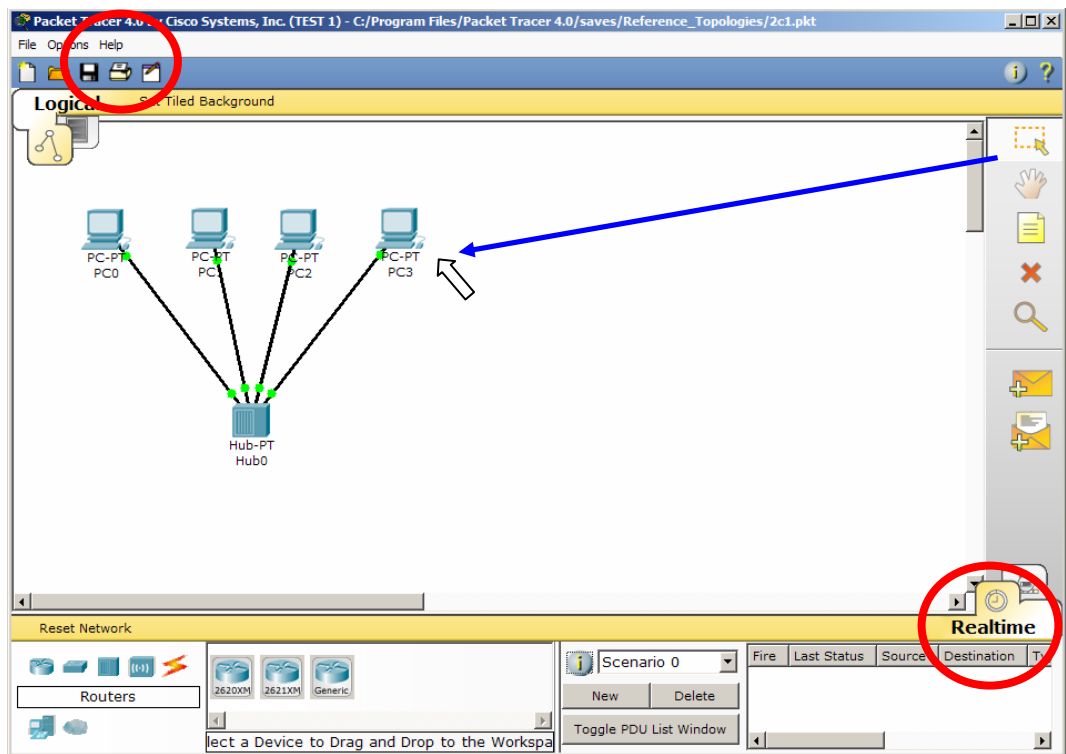 Packet Tracer 4.0 by Cisco Systems, Inc. (TEST 1) - C:/Program Files/Packet Tracer 4.0/saves/Reference_Topologies/2c1.pkt
File Options Help
Logical Set Tiled Background
PC-PT PC-PT PC-PT PC-PT
PC0 PC1 PC2 PC3
Hub-PT
Hub0
Realtime
Reset Network
Routers
2620XM 2621XM Generic
lect a Device to Drag and Drop to the Workspa
Scenario 0
New Delete
Toggle PDU List Window
Fire Last Status Source Destination Ty